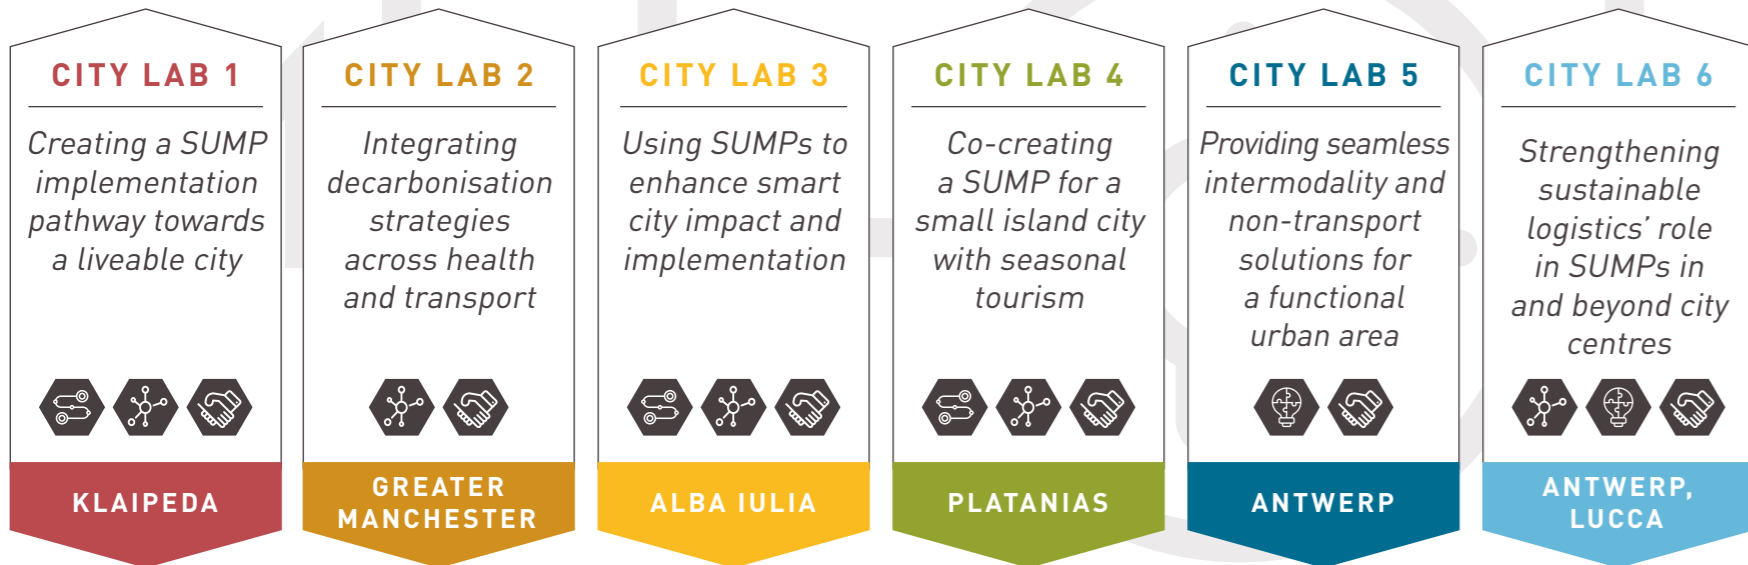 CITY LAB 1
Creating a SUMP
implementation
pathway towards
a liveable city
KLAIPEDA
CITY LAB 2
Integrating
decarbonisation
strategies
across health
and transport
GREATER
MANCHESTER
CITY LAB 3
Using SUMPs to
enhance smart
city impact and
implementation
ALBA IULIA
CITY LAB 4
Co-creating
a SUMP for a
small island city
with seasonal
tourism
PLATANIAS
CITY LAB 5
Providing seamless
intermodality and
non-transport
solutions for
a functional
urban area
ANTWERP
CITY LAB 6
Strengthening
sustainable
logistics’ role
in SUMPs in
and beyond city
centres
ANTWERP,
LUCCA